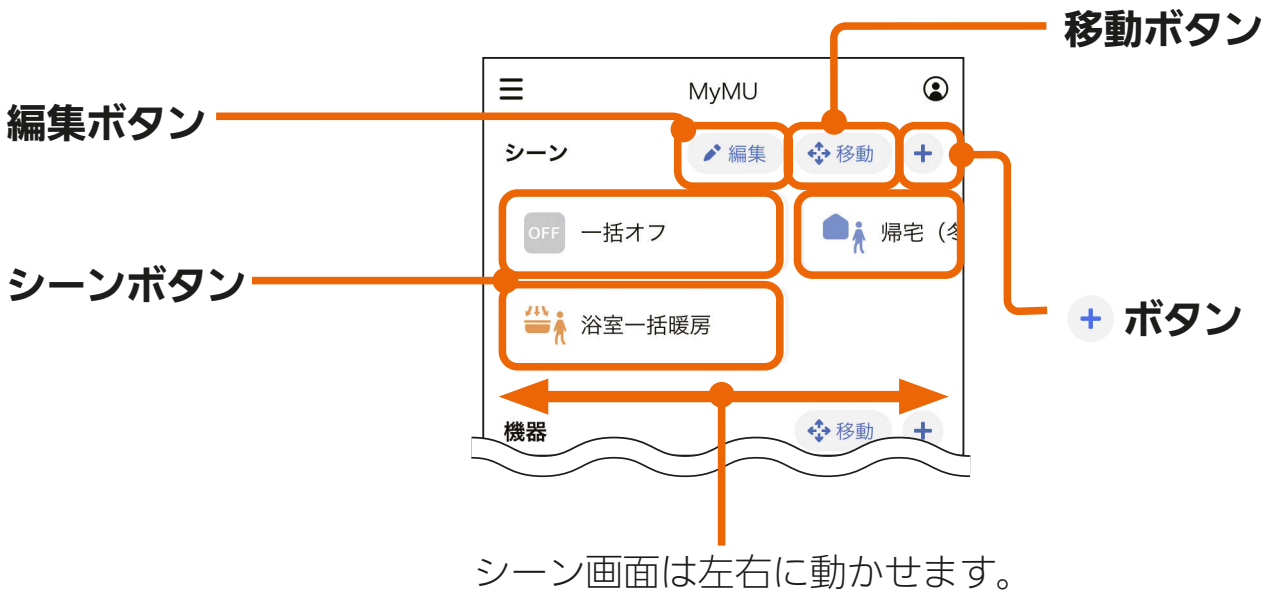 移動ボタン
MyMU
編集ボタン
シーン
編集
移動
+
OFF 一括オフ
帰宅（冬
シーンボタン
浴室一括暖房
+ ボタン
機器
移動
+
シーン画面は左右に動かせます。